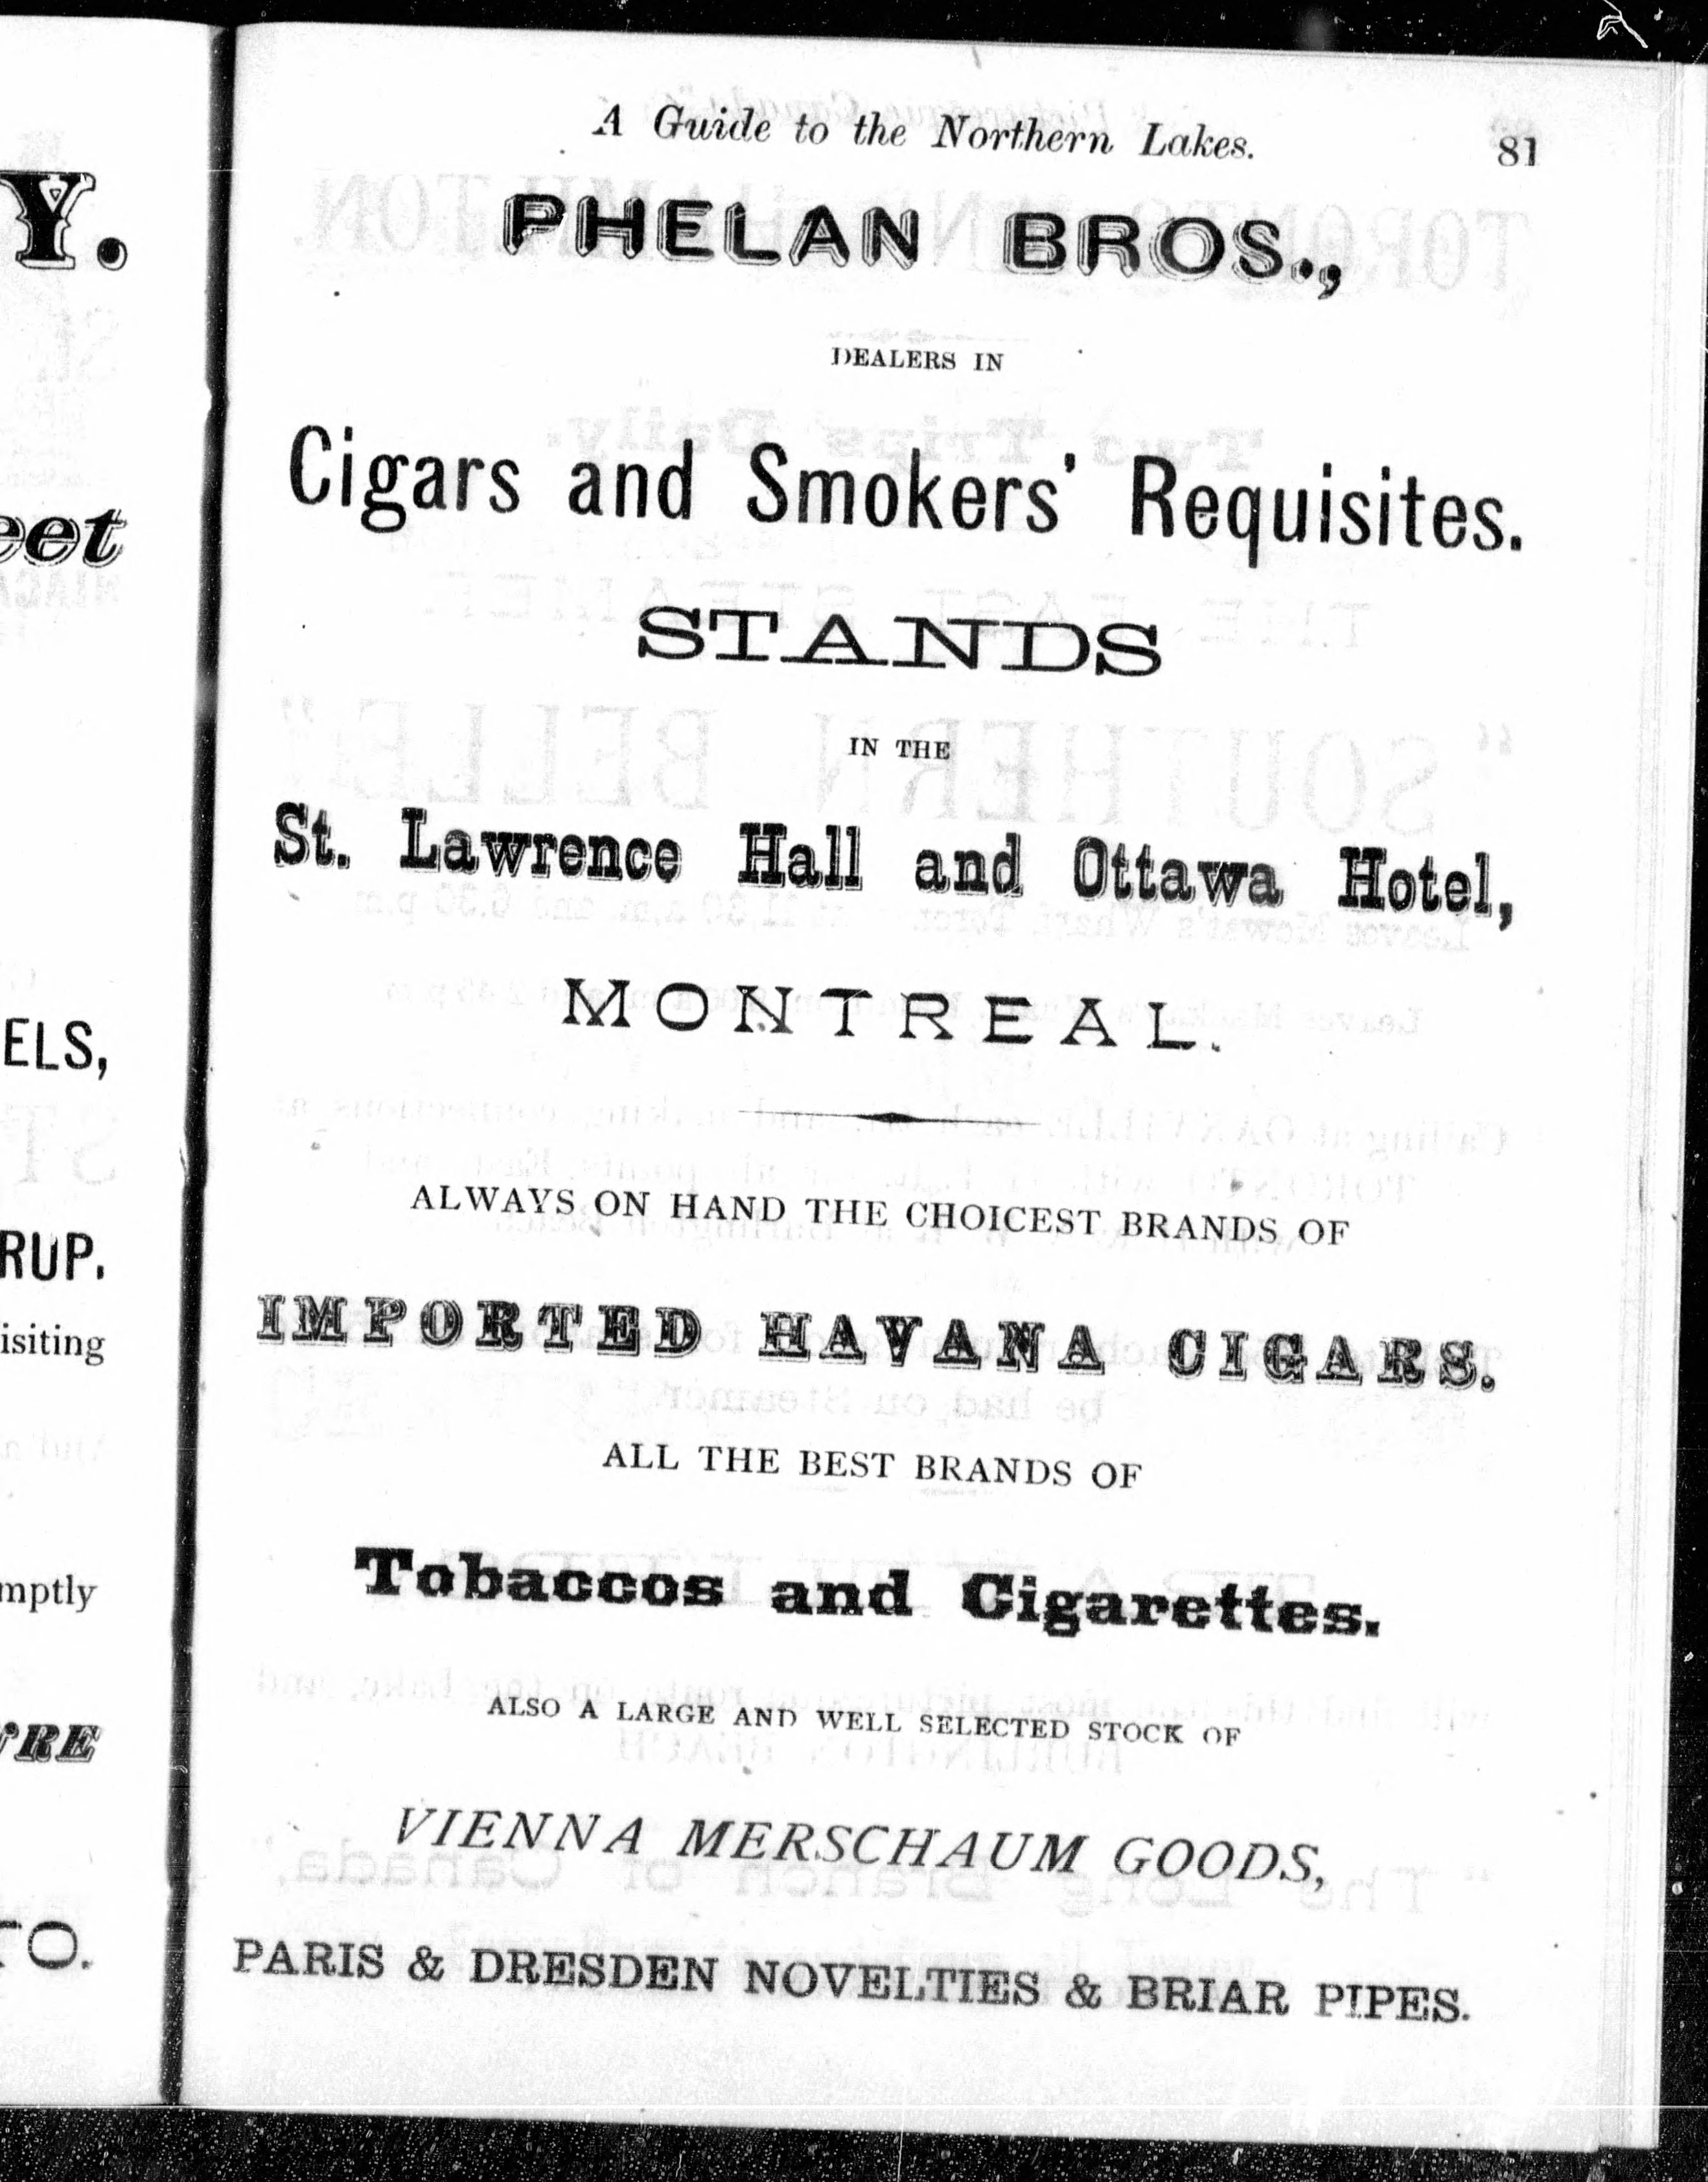 A Guide to the Northern Lakes. 81
PHELAN BROS.,
DEALERS IN
Cigars and Smokers' Requisites.
STANDS
IN THE
St. Lawrence Hall and Ottawa Hotel,
MONTREAL.
ALWAYS ON HAND THE CHOICEST BRANDS OF
IMPORTED HAVANA CIGARS.
ALL THE BEST BRANDS OF
Tobaccos and Cigarettes.
ALSO A LARGE AND WELL SELECTED STOCK OF
VIENNA MERSCHAUM GOODS,
PARIS & DRESDEN NOVELTIES & BRIAR PIPES.